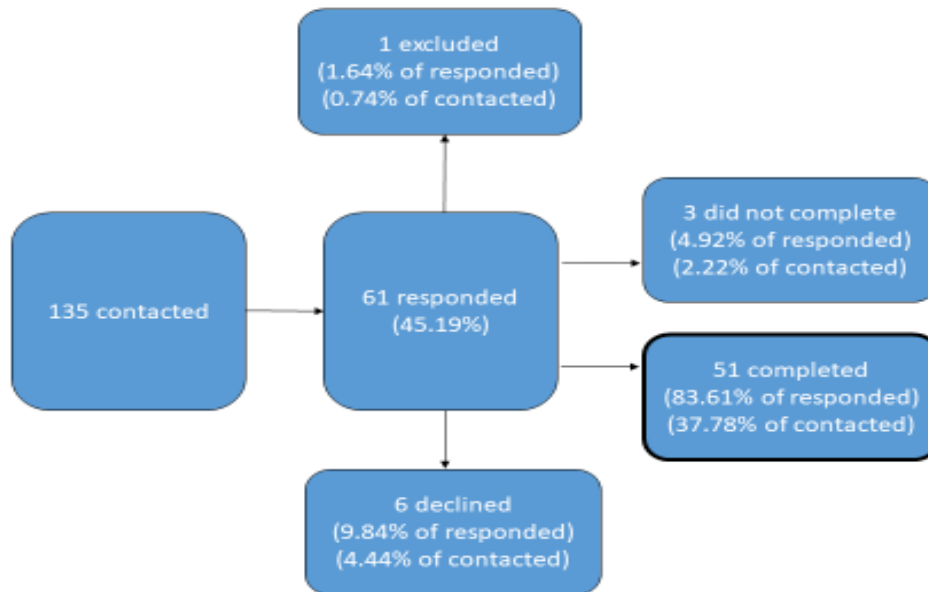 1 excluded
(1.64% of responded)
(0.74% of contacted)
3 did not complete
(4.92% of responded)
(2.22% of contacted)
135 contacted
61 responded
(45.19%)
51 completed
(83.61% of responded)
(37.78% of contacted)
6 declined
(9.84% of responded)
(4.44% of contacted)